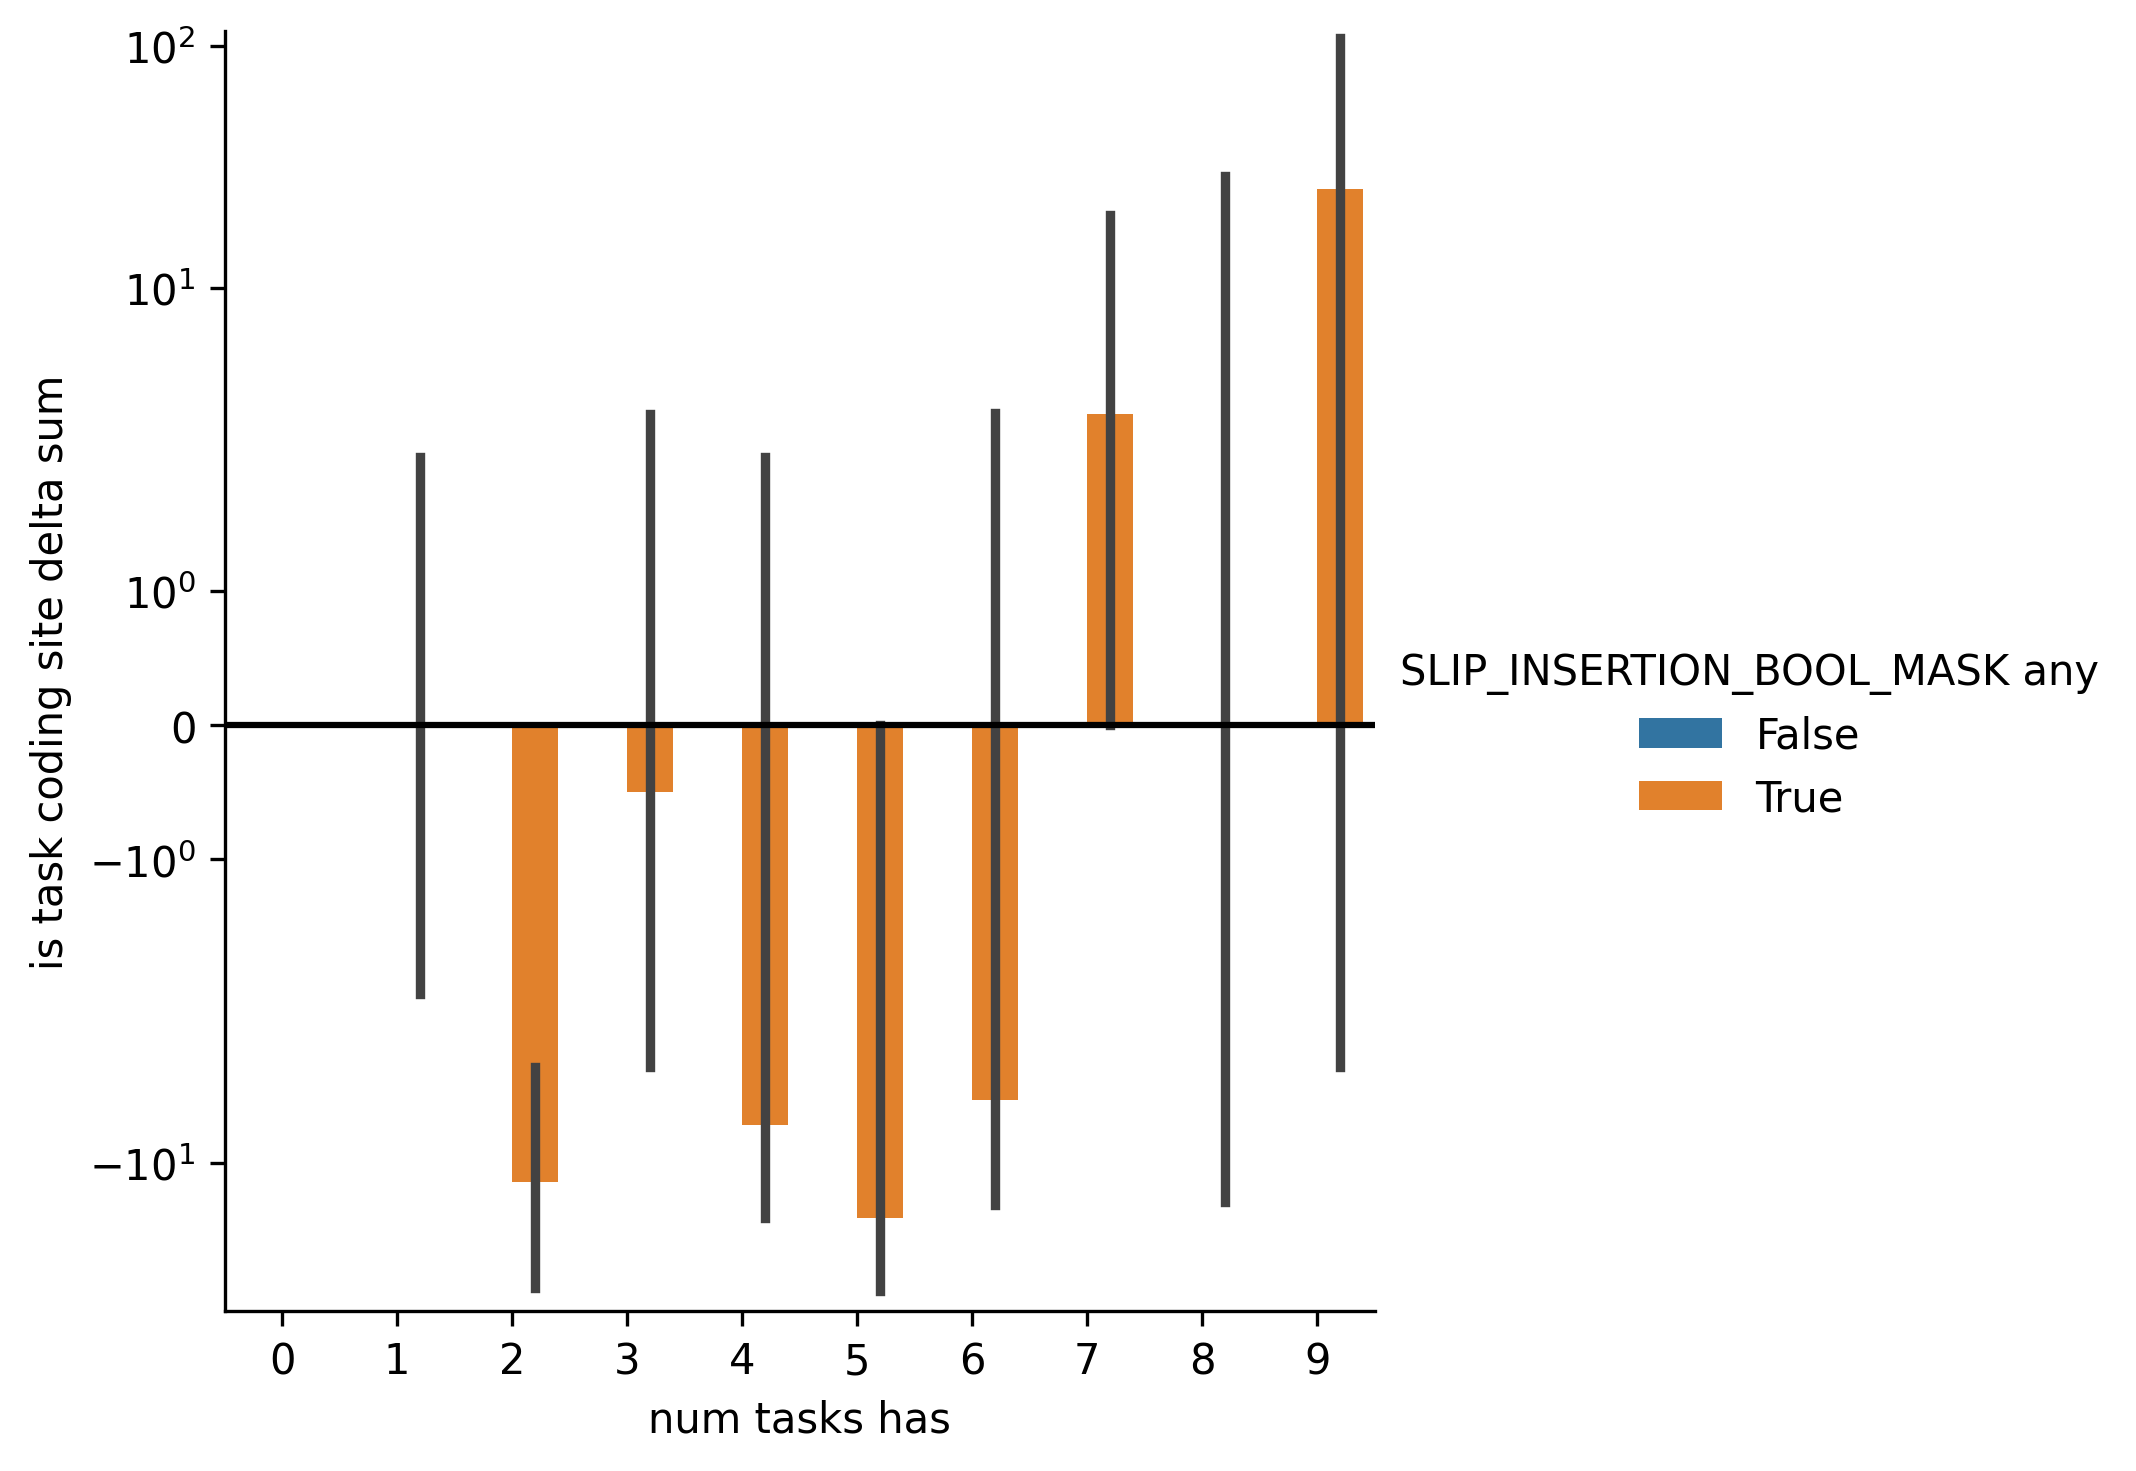 10²
10¹
10⁰
0
−10⁰
−10¹
is task coding site delta sum
0 1 2 3 4 5 6 7 8 9
num tasks has
SLIP_INSERTION_BOOL_MASK any
False
True